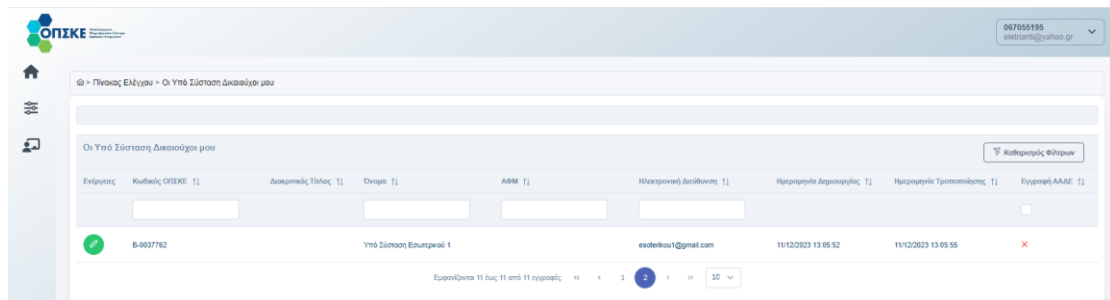 ΟΠΣΚΕ
067055195
eletrianti@yahoo.gr
> Πίνακας Ελέγχου > Οι Υπό Σύσταση Δικαιούχοι μου
Οι Υπό Σύσταση Δικαιούχοι μου
Καθαρισμός Φίλτρων
Ενέργειες Κωδικός ΟΠΣΚΕ Διακριτικός Τίτλος Όνομα ΑΦΜ Ηλεκτρονική Διεύθυνση Ημερομηνία Δημιουργίας Ημερομηνία Τροποποίησης Εγγραφή ΑΑΔΕ
B-0037762 Υπό Σύσταση Εσωτερικού 1 esoterikou1@gmail.com 11/12/2023 13:05:52 11/12/2023 13:05:55
Εμφανίζονται 11 έως 11 από 11 εγγραφές « ‹ 1 2 › » 10